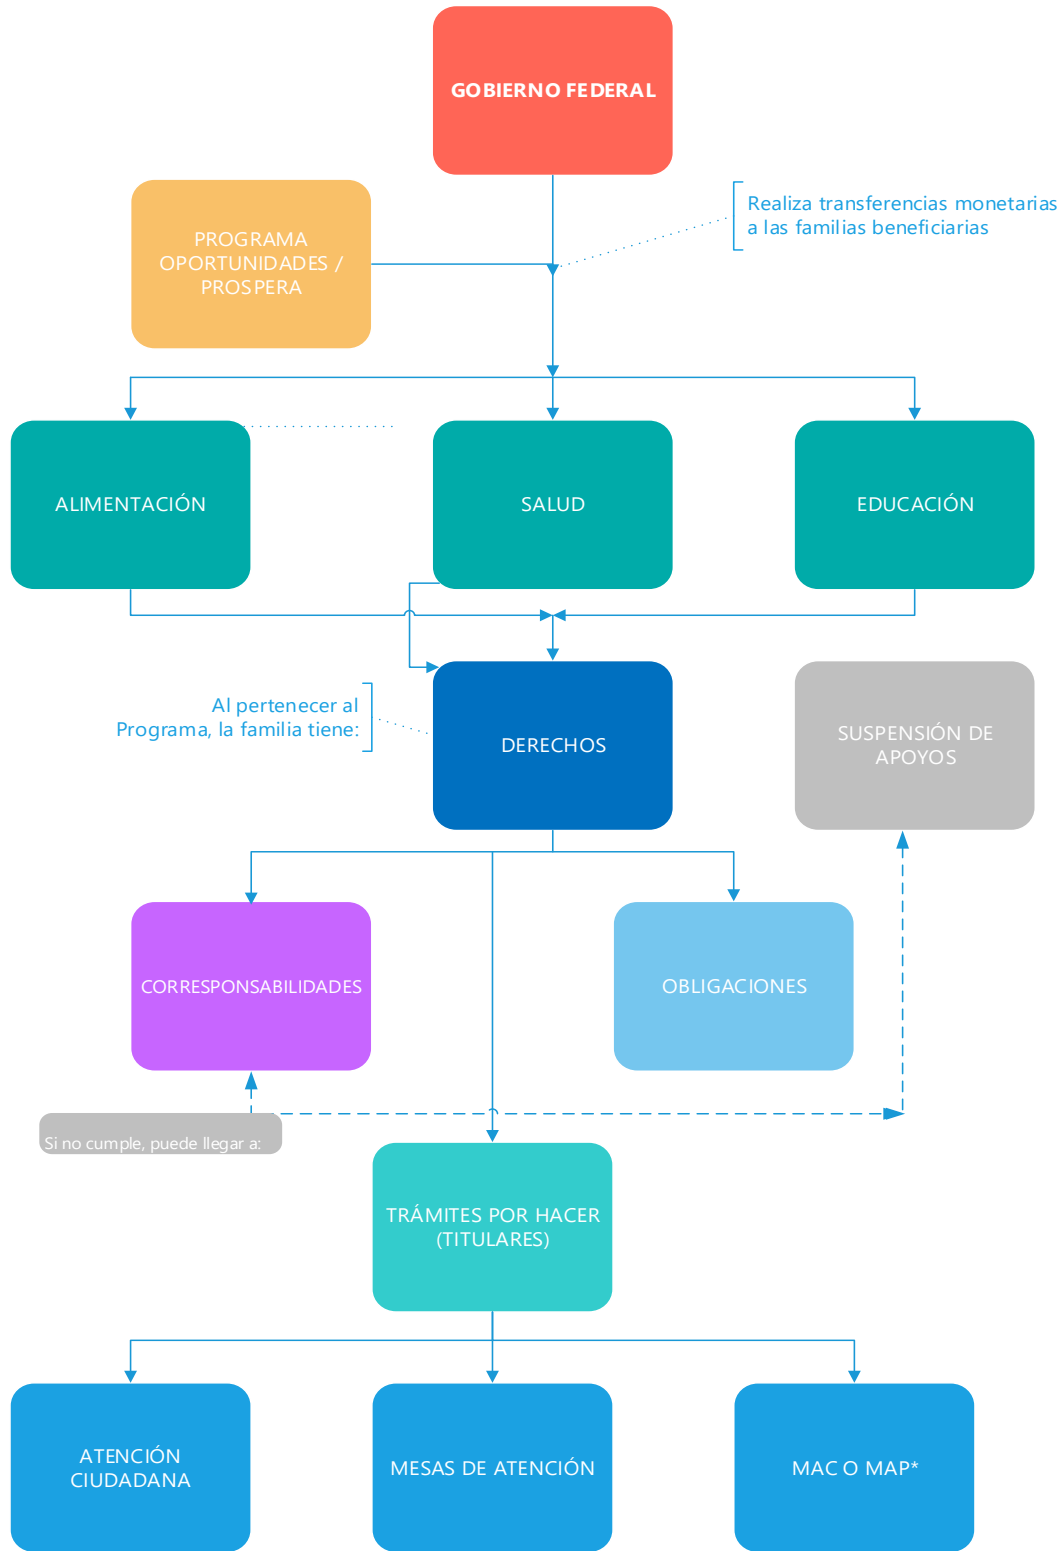 GOBIERNO FEDERAL
Realiza transferencias monetarias
a las familias beneficiarias
PROGRAMA
OPORTUNIDADES /
PROSPERA
ALIMENTACIÓN
SALUD
EDUCACIÓN
Al pertenecer al
Programa, la familia tiene:
DERECHOS
SUSPENSIÓN DE
APOYOS
CORRESPONSABILIDADES
OBLIGACIONES
Si no cumple, puede llegar a:
TRÁMITES POR HACER
(TITULARES)
ATENCIÓN
CIUDADANA
MESAS DE ATENCIÓN
MAC O MAP*